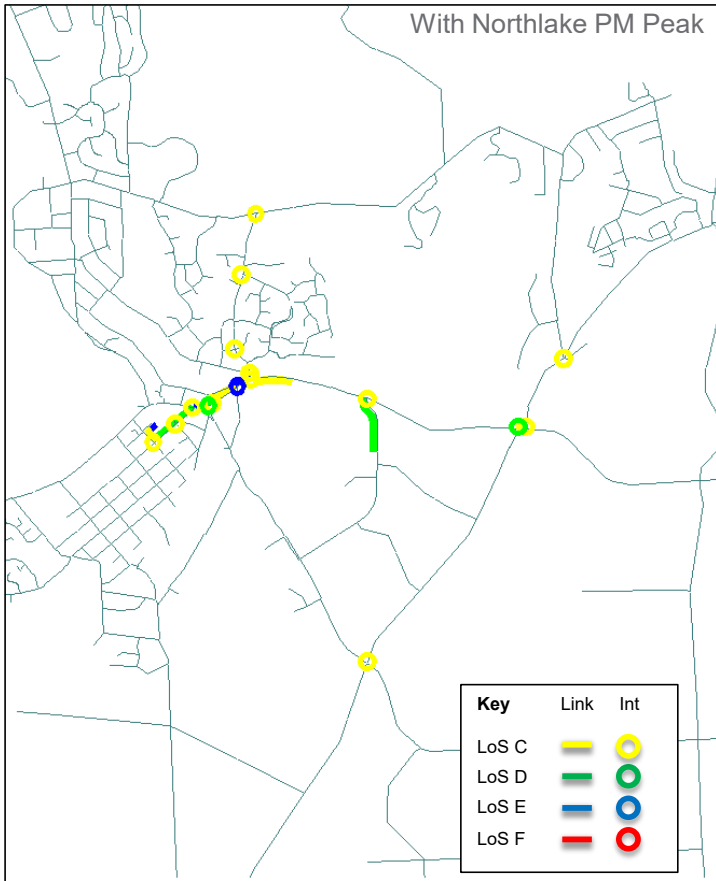 With Northlake PM Peak
Key Link Int
LoS C
LoS D
LoS E
LoS F